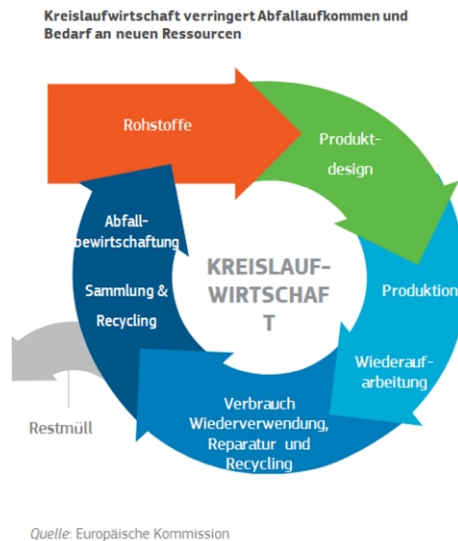 Kreislaufwirtschaft verringert Abfallaufkommen und
Bedarf an neuen Ressourcen
Rohstoffe
Produkt-
design
Produktion
Wiederauf-
arbeitung
Verbrauch
Wiederverwendung,
Reparatur und
Recycling
Abfall-
bewirtschaftung
Sammlung &
Recycling
Restmüll
KREISLAUF-
WIRTSCHAF
T
Quelle: Europäische Kommission